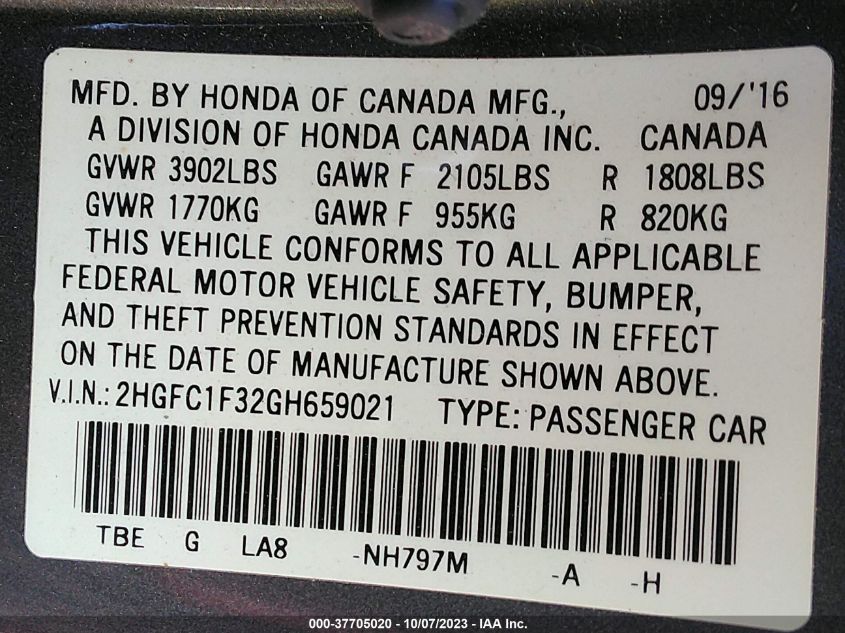 MFD. BY HONDA OF CANADA MFG., 09/'16
A DIVISION OF HONDA CANADA INC. CANADA
GVWR 3902LBS GAWR F 2105LBS R 1808LBS
GVWR 1770KG GAWR F 955KG R 820KG
THIS VEHICLE CONFORMS TO ALL APPLICABLE
FEDERAL MOTOR VEHICLE SAFETY, BUMPER,
AND THEFT PREVENTION STANDARDS IN EFFECT
ON THE DATE OF MANUFACTURE SHOWN ABOVE.
V.I.N.: 2HGFC1F32GH659021 TYPE: PASSENGER CAR
TBE G LA8 -NH797M -A -H
000-37705020 - 10/07/2023 - IAA Inc.